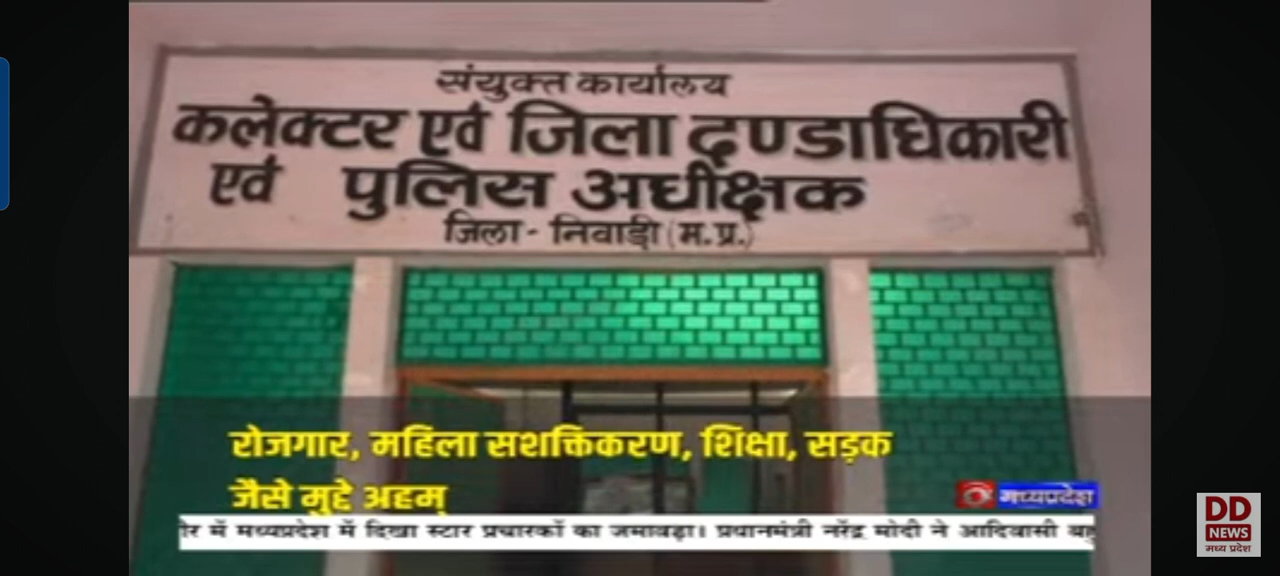 संयुक्त कार्यालय
कलेक्टर एवं जिला दण्डाधिकारी
एवं पुलिस अधीक्षक
जिला - निवाड़ी (म.प्र.)
रोजगार, महिला सशक्तिकरण, शिक्षा, सड़क
जैसे मुद्दे अहम्
मध्यप्रदेश
में मध्यप्रदेश में दिखा स्टार प्रचारकों का जमावड़ा। प्रधानमंत्री नरेंद्र मोदी ने आदिवासी
DD
NEWS
मध्य प्रदेश